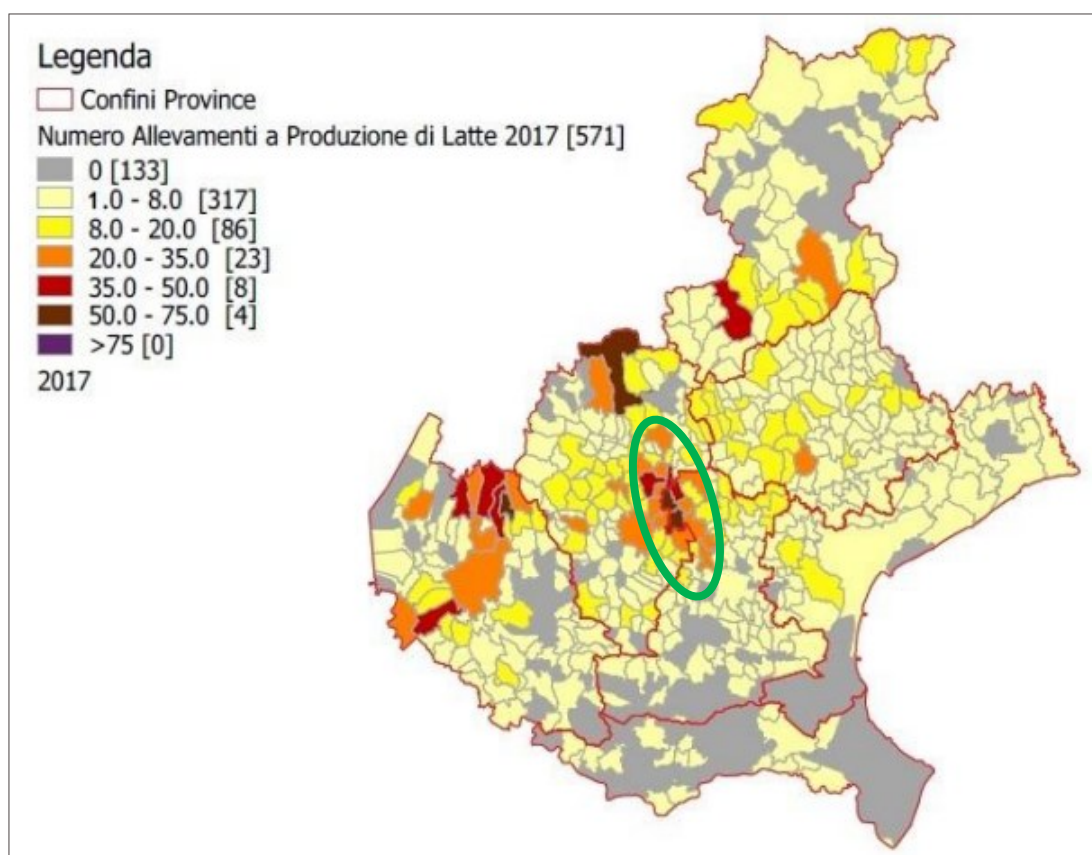 Legenda
Confini Province
Numero Allevamenti a Produzione di Latte 2017 [571]
0 [133]
1.0 - 8.0 [317]
8.0 - 20.0 [86]
20.0 - 35.0 [23]
35.0 - 50.0 [8]
50.0 - 75.0 [4]
>75 [0]
2017